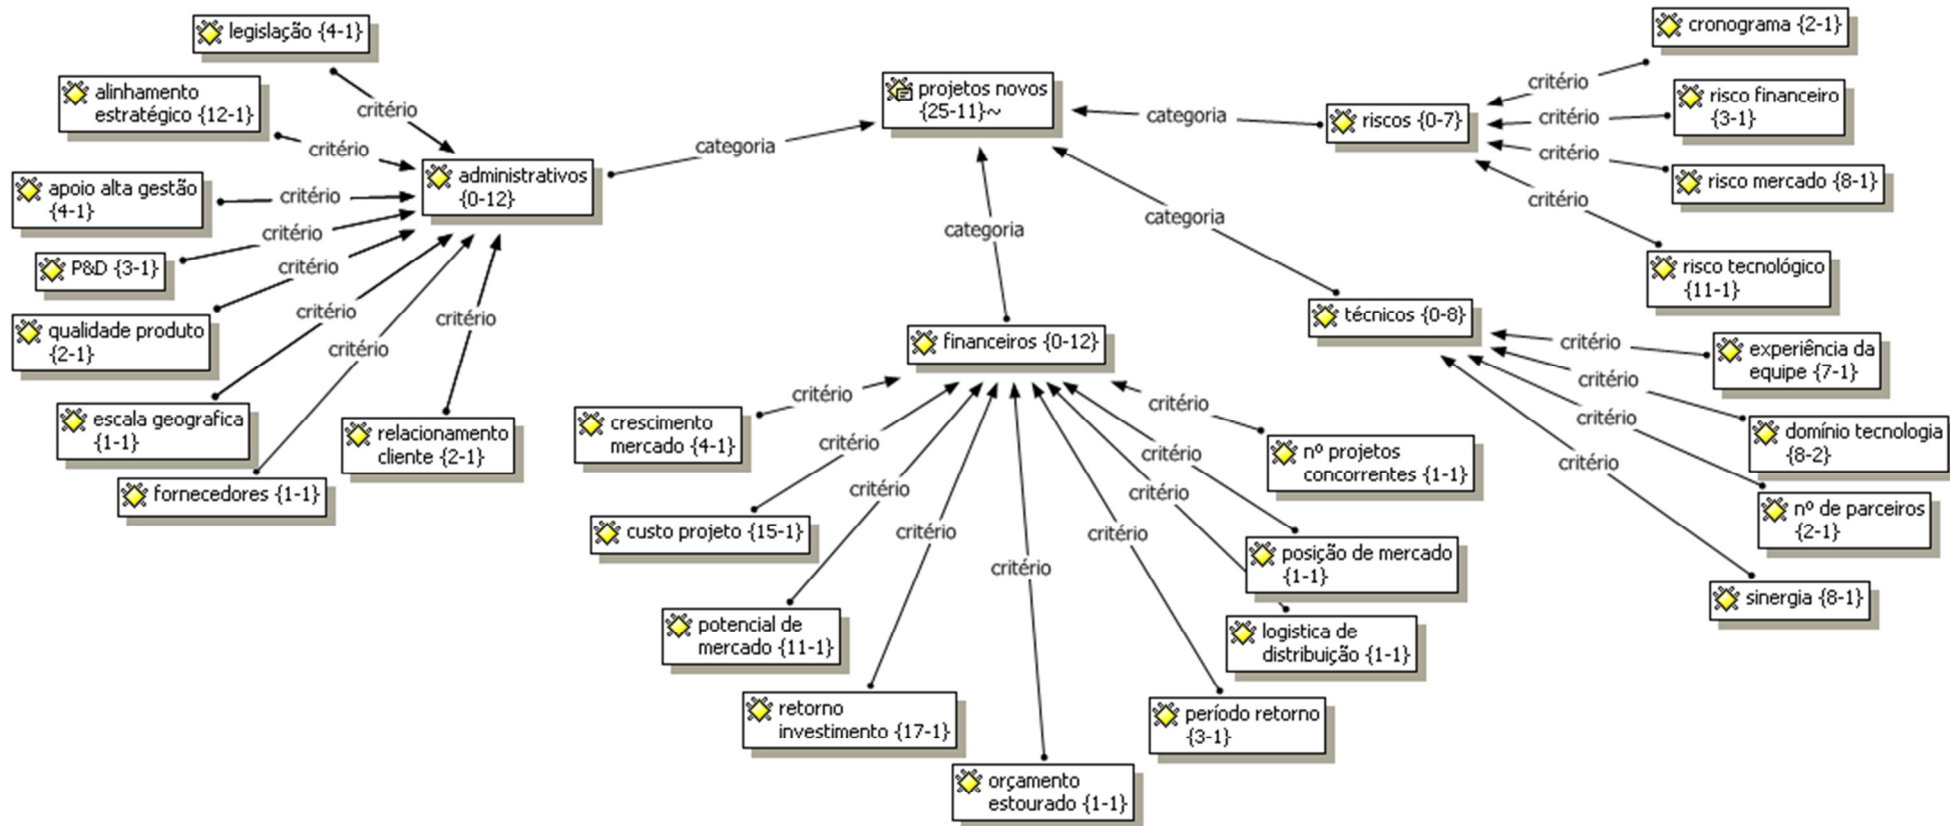 legislação {4-1}
alinhamento
estratégico {12-1}
apoio alta gestão
{4-1}
P&D {3-1}
qualidade produto
{2-1}
escala geografica
{1-1}
fornecedores {1-1}
relacionamento
cliente {2-1}
critério
critério
critério
critério
critério
critério
critério
critério
administrativos
{0-12}
categoria
projetos novos
{25-11}~
categoria
riscos {0-7}
critério
critério
critério
critério
cronograma {2-1}
risco financeiro
{3-1}
risco mercado {8-1}
risco tecnológico
{11-1}
categoria
categoria
técnicos {0-8}
critério
critério
critério
critério
experiência da
equipe {7-1}
domínio tecnologia
{8-2}
nº de parceiros
{2-1}
sinergia {8-1}
financeiros {0-12}
critério
critério
critério
critério
critério
critério
critério
critério
critério
crescimento
mercado {4-1}
custo projeto {15-1}
potencial de
mercado {11-1}
retorno
investimento {17-1}
orçamento
estourado {1-1}
período retorno
{3-1}
logistica de
distribuição {1-1}
posição de mercado
{1-1}
nº projetos
concorrentes {1-1}